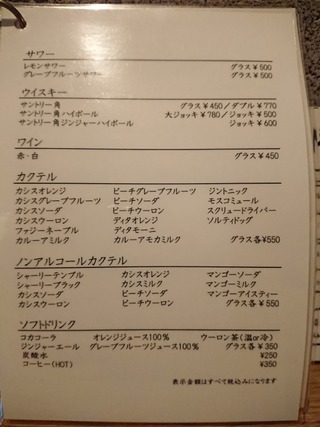 サワー
レモンサワー グラス¥500
グレープフルーツサワー グラス¥500
ウイスキー
サントリー角 グラス¥450／ダブル¥770
サントリー角ハイボール 大ジョッキ¥780／ジョッキ¥500
サントリー角ジンジャーハイボール ジョッキ¥600
ワイン
赤・白 グラス¥450
カクテル
カシスオレンジ ピーチグレープフルーツ ジントニック
カシスグレープフルーツ ピーチソーダ モスコミュール
カシスソーダ ピーチウーロン スクリュードライバー
カシスウーロン ディタオレンジ ソルティドッグ
ファジーネーブル ディタモーニ
カルーアミルク カルーアモカミルク グラス各¥550
ノンアルコールカクテル
シャーリーテンプル カシスオレンジ マンゴーソーダ
シャーリーブラック カシスミルク マンゴーミルク
カシスソーダ ピーチソーダ マンゴーアイスティー
カシスウーロン ピーチウーロン グラス各¥550
ソフトドリンク
コカコーラ オレンジジュース100% ウーロン茶(温or冷)
ジンジャーエール グレープフルーツジュース100% グラス各¥350
炭酸水 ¥250
コーヒー(HOT) ¥350
表示金額はすべて税込みになります